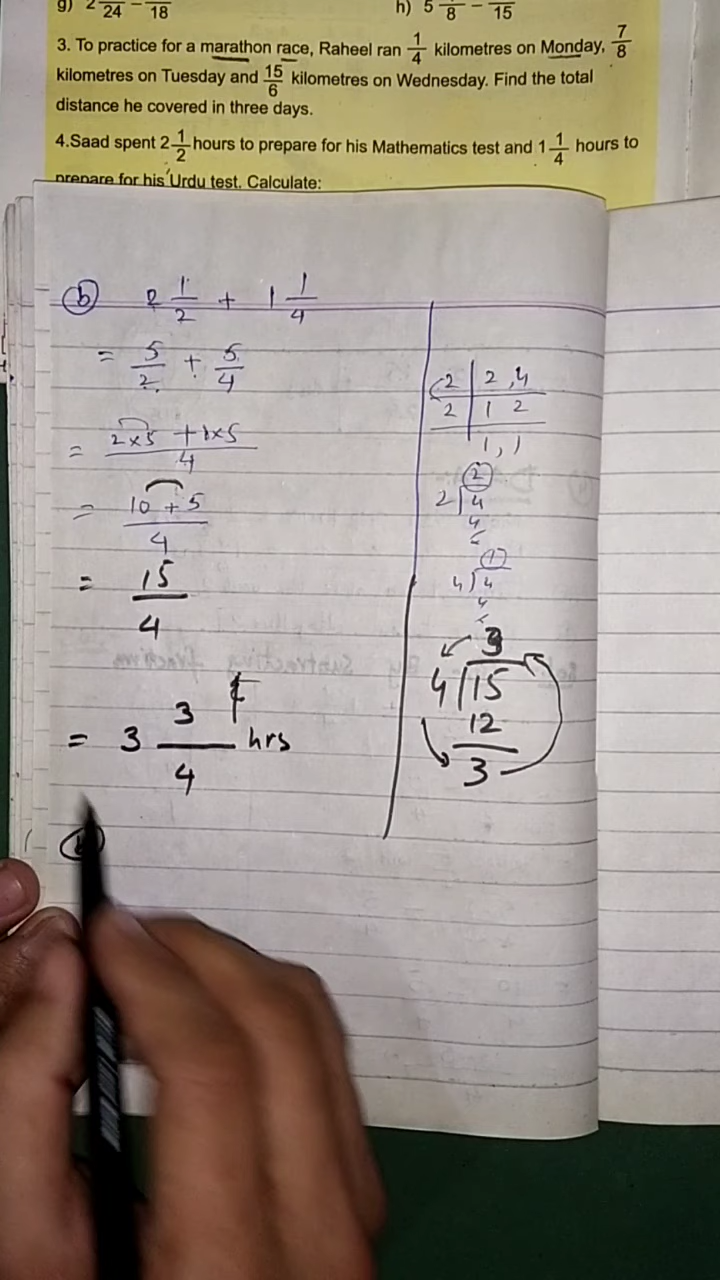 g) 2 /24 − /18 h) 5 /8 − /15
3. To practice for a marathon race, Raheel ran 1/4 kilometres on Monday, 7/8
kilometres on Tuesday and 15/6 kilometres on Wednesday. Find the total
distance he covered in three days.
4.Saad spent 2 1/2 hours to prepare for his Mathematics test and 1 1/4 hours to
prepare for his Urdu test. Calculate:
(b) 2 1/2 + 1 1/4
= 5/2 + 5/4
= 2×5 + 1×5 / 4
= 10 + 5 / 4
= 15/4
= 3 3/4 hrs
2 | 2 , 4
2 | 1 2
1 , 1
2
2 ) 4
4
1
4 ) 4
4
3
4 ) 15
12
3